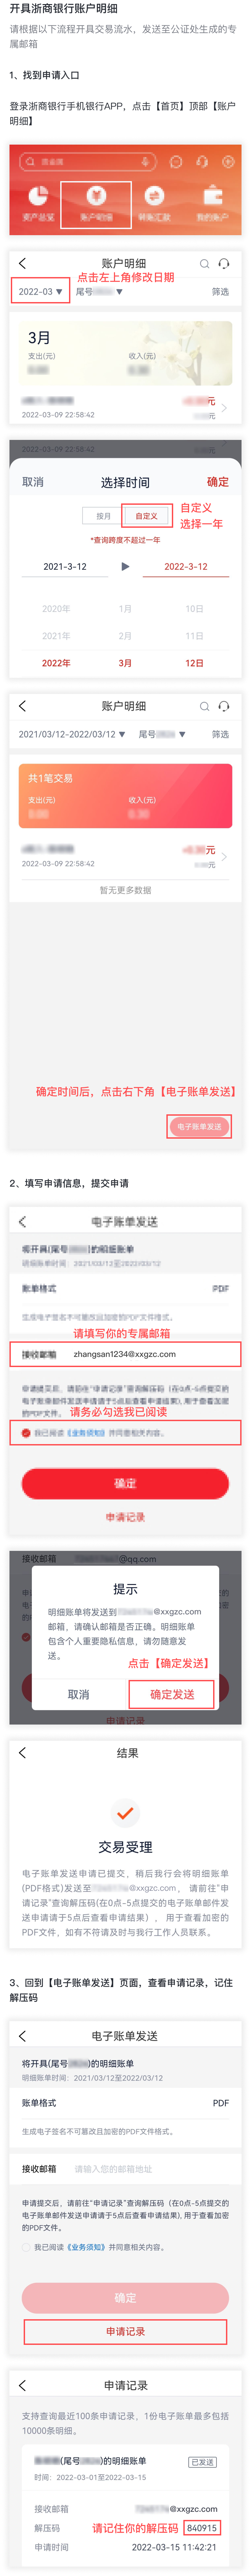 开具浙商银行账户明细
请根据以下流程开具交易流水，发送至公证处生成的专
属邮箱
1、找到申请入口
登录浙商银行手机银行APP，点击【首页】顶部【账户
明细】
资产总览 账户明细 转账汇款 我的账户
账户明细
点击左上角修改日期
2022-03 ▼ 尾号 ▼ 筛选
3月
支出(元) 收入(元)
元
2022-03-09 22:58:42 元
2022-03-09 22:58:42 元
取消 选择时间 确定
按月 自定义
自定义
选择一年
*查询跨度不超过一年
2021-3-12 ▶ 2022-3-12
2020年 1月 10日
2021年 2月 11日
2022年 3月 12日
账户明细
2021/03/12-2022/03/12 ▼ 尾号 ▼ 筛选
共1笔交易
支出(元) 收入(元)
元
2022-03-09 22:58:42 元
暂无更多数据
确定时间后，点击右下角【电子账单发送】
电子账单发送
2、填写申请信息，提交申请
电子账单发送
将开具(尾号 )的明细账单
明细账单时间：2021/03/12至2022/03/12
账单格式 PDF
生成电子签名不可篡改且加密的PDF文件格式。
请填写你的专属邮箱
接收邮箱 zhangsan1234@xxgzc.com
申请提交后，请前往“申请记录”查询解压码（在0点-5点提交的
电子账单邮件发送申请请于5点后查看申请结果), 用于查看加密
的PDF文件。
请务必勾选我已阅读
我已阅读《业务须知》并同意相关内容。
确定
申请记录
接收邮箱 @qq.com
提示
明细账单将发送到 @xxgzc.com
邮箱，请确认邮箱是否正确。明细账单
包含个人重要隐私信息，请勿随意发
送。
点击【确定发送】
取消 确定发送
申请记录
结果
交易受理
电子账单发送申请已提交，稍后我行会将明细账单
(PDF格式)发送至 @xxgzc.com ，请前往“申
请记录”查询解压码(在0点-5点提交的电子账单邮件发
送申请请于5点后查看申请结果），用于查看加密的
PDF文件，如有不符请及时与我行工作人员联系。
3、回到【电子账单发送】页面，查看申请记录，记住
解压码
电子账单发送
将开具(尾号 )的明细账单
明细账单时间：2021/03/12至2022/03/12
账单格式 PDF
生成电子签名不可篡改且加密的PDF文件格式。
接收邮箱 请输入您的邮箱地址
申请提交后，请前往“申请记录”查询解压码（在0点-5点提交的
电子账单邮件发送申请请于5点后查看申请结果), 用于查看加密
的PDF文件。
我已阅读《业务须知》并同意相关内容。
确定
申请记录
申请记录
支持查询最近100条申请记录，1份电子账单最多包括
10000条明细。
(尾号 )的明细账单 已发送
时间：2022-03-01至2022-03-15
接收邮箱 @xxgzc.com
解压码 请记住你的解压码 840915
申请时间 2022-03-15 11:42:21